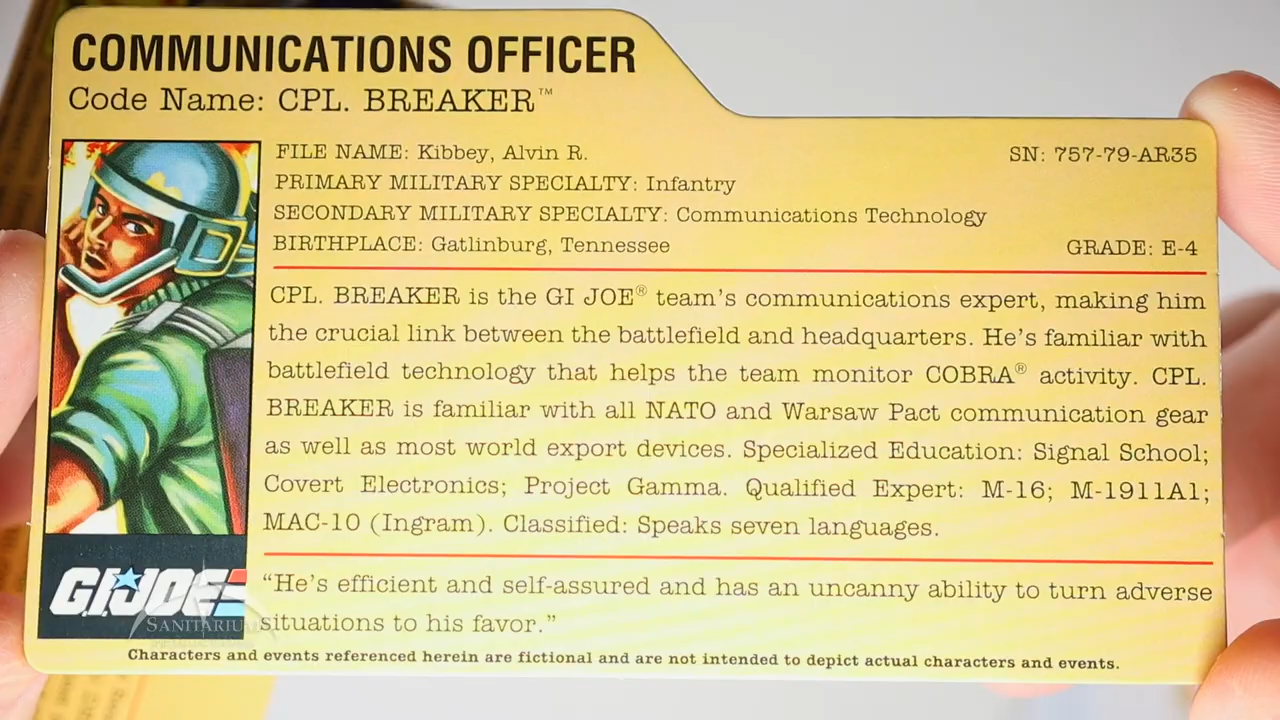 COMMUNICATIONS OFFICER
Code Name: CPL. BREAKER™
FILE NAME: Kibbey, Alvin R.
SN: 757-79-AR35
PRIMARY MILITARY SPECIALTY: Infantry
SECONDARY MILITARY SPECIALTY: Communications Technology
BIRTHPLACE: Gatlinburg, Tennessee
GRADE: E-4
CPL. BREAKER is the GI JOE® team's communications expert, making him
the crucial link between the battlefield and headquarters. He's familiar with
battlefield technology that helps the team monitor COBRA® activity. CPL.
BREAKER is familiar with all NATO and Warsaw Pact communication gear
as well as most world export devices. Specialized Education: Signal School;
Covert Electronics; Project Gamma. Qualified Expert: M-16; M-1911A1;
MAC-10 (Ingram). Classified: Speaks seven languages.
"He's efficient and self-assured and has an uncanny ability to turn adverse
situations to his favor."
G.I. JOE
SANITARIUM
Characters and events referenced herein are fictional and are not intended to depict actual characters and events.